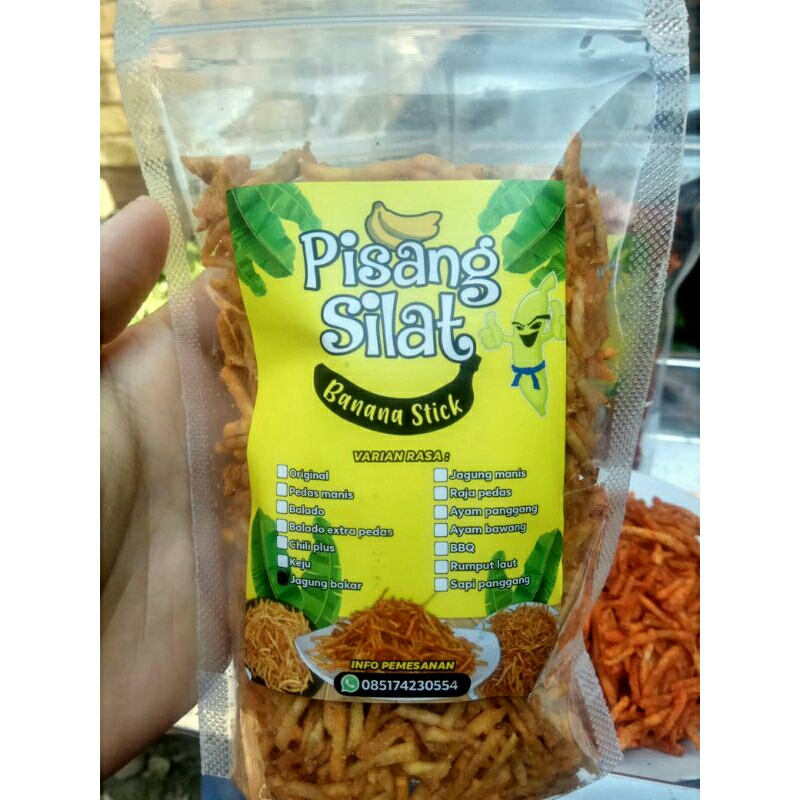 Pisang
Silat
Banana Stick
VARIAN RASA :
Original
Pedas manis
Balado
Balado extra pedas
Chili plus
Keju
Jagung bakar
Jagung manis
Raja pedas
Ayam panggang
Ayam bawang
BBQ
Rumput laut
Sapi panggang
INFO PEMESANAN
085174230554